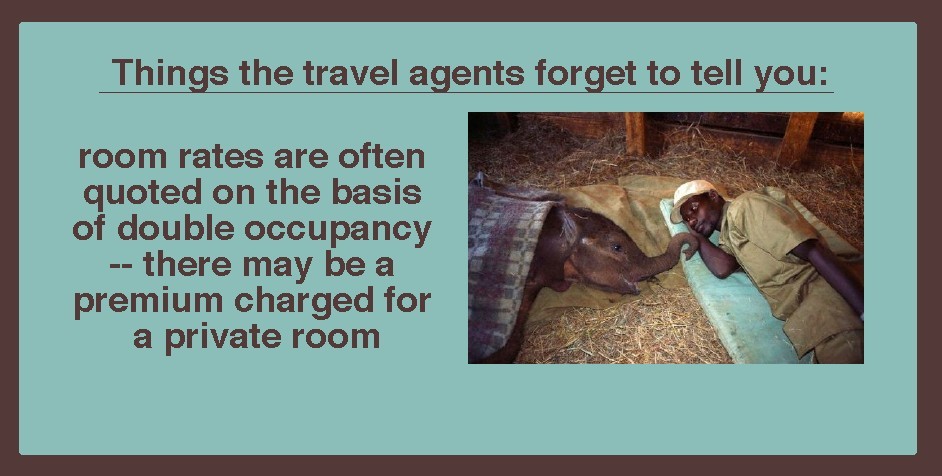 Things the travel agents forget to tell you:
room rates are often
quoted on the basis
of double occupancy
-- there may be a
premium charged for
a private room